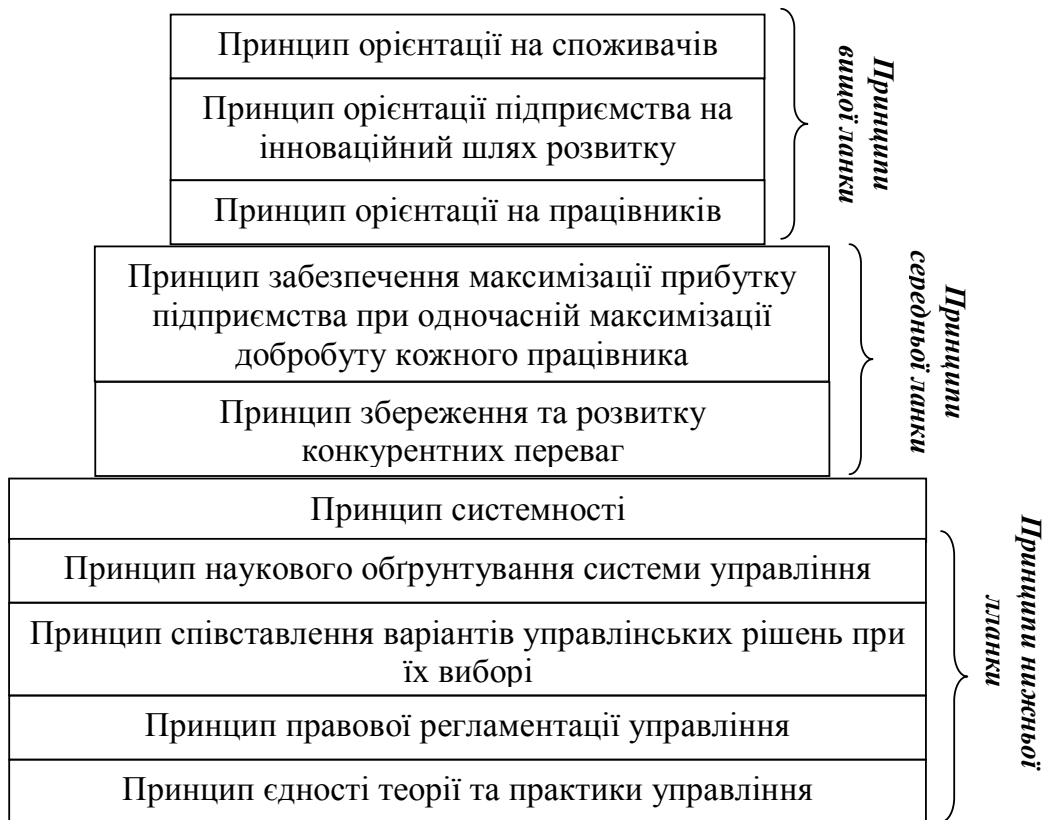 Принцип орієнтації на споживачів
Принцип орієнтації підприємства на
інноваційний шлях розвитку
Принцип орієнтації на працівників
Принципи
вищої ланки
Принцип забезпечення максимізації прибутку
підприємства при одночасній максимізації
добробуту кожного працівника
Принцип збереження та розвитку
конкурентних переваг
Принципи
середньої ланки
Принцип системності
Принцип наукового обґрунтування системи управління
Принцип співставлення варіантів управлінських рішень при
їх виборі
Принцип правової регламентації управління
Принцип єдності теорії та практики управління
Принципи нижньої
ланки